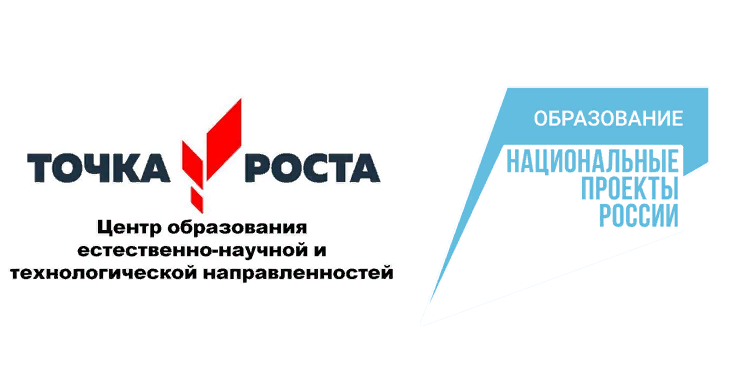 ТОЧКА РОСТА
Центр образования
естественно-научной и
технологической направленностей
ОБРАЗОВАНИЕ
НАЦИОНАЛЬНЫЕ
ПРОЕКТЫ
РОССИИ